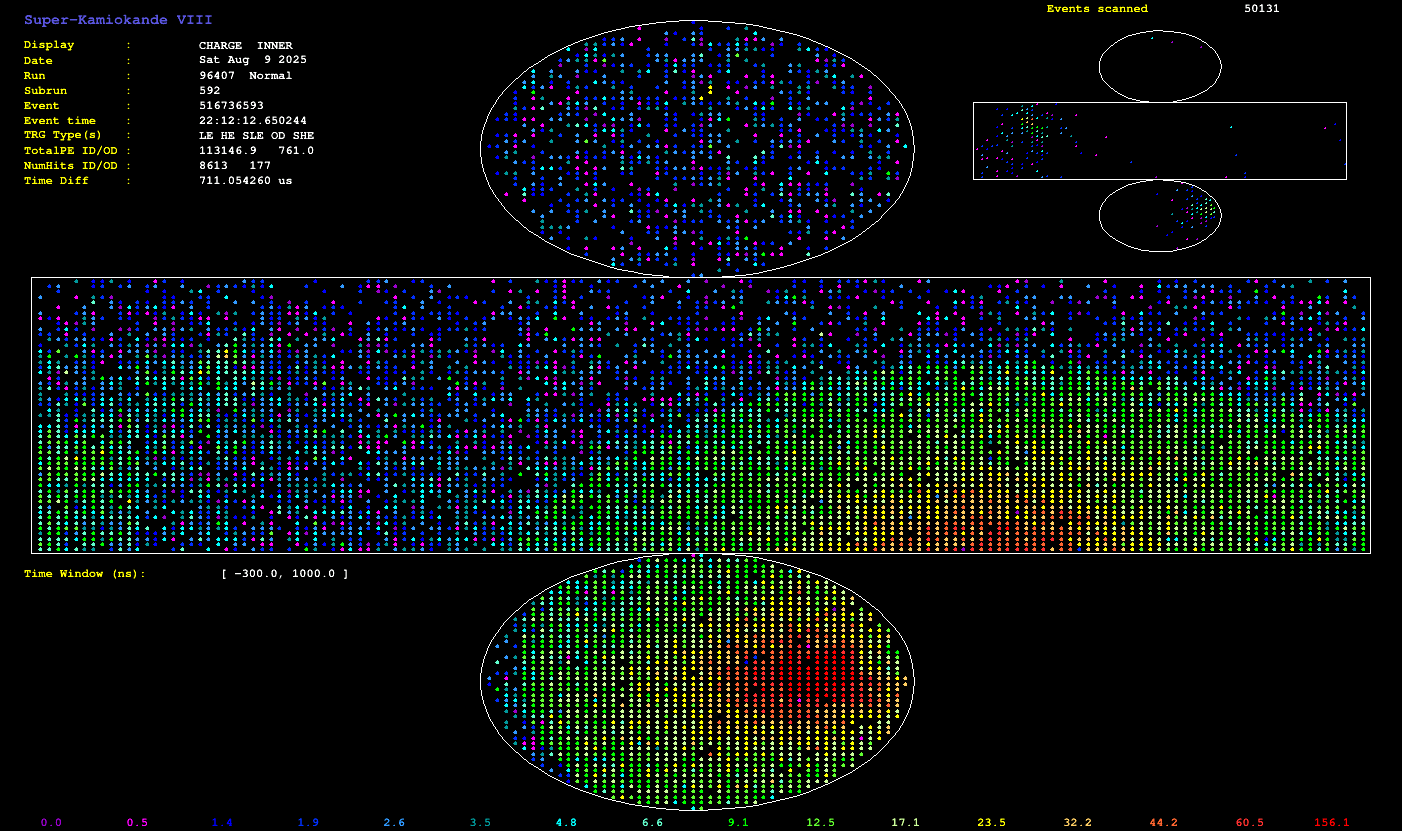 Super-Kamiokande VIII
Display : CHARGE INNER
Date : Sat Aug 9 2025
Run : 96407 Normal
Subrun : 592
Event : 516736593
Event time : 22:12:12.650244
TRG Type(s) : LE HE SLE OD SHE
TotalPE ID/OD : 113146.9 761.0
NumHits ID/OD : 8613 177
Time Diff : 711.054260 us
Events scanned 50131
Time Window (ns): [ -300.0, 1000.0 ]
0.0 0.5 1.4 1.9 2.6 3.5 4.8 6.6 9.1 12.5 17.1 23.5 32.2 44.2 60.5 156.1